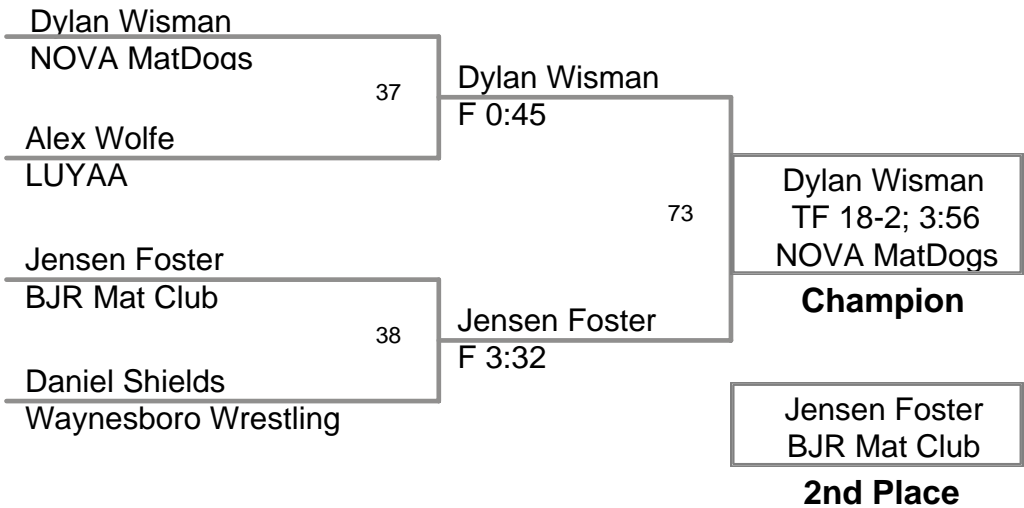 Dylan Wisman
NOVA MatDogs
37
Alex Wolfe
LUYAA
Jensen Foster
BJR Mat Club
38
Daniel Shields
Waynesboro Wrestling
Dylan Wisman
F 0:45
73
Jensen Foster
F 3:32
Dylan Wisman
TF 18-2; 3:56
NOVA MatDogs
Champion
Jensen Foster
BJR Mat Club
2nd Place